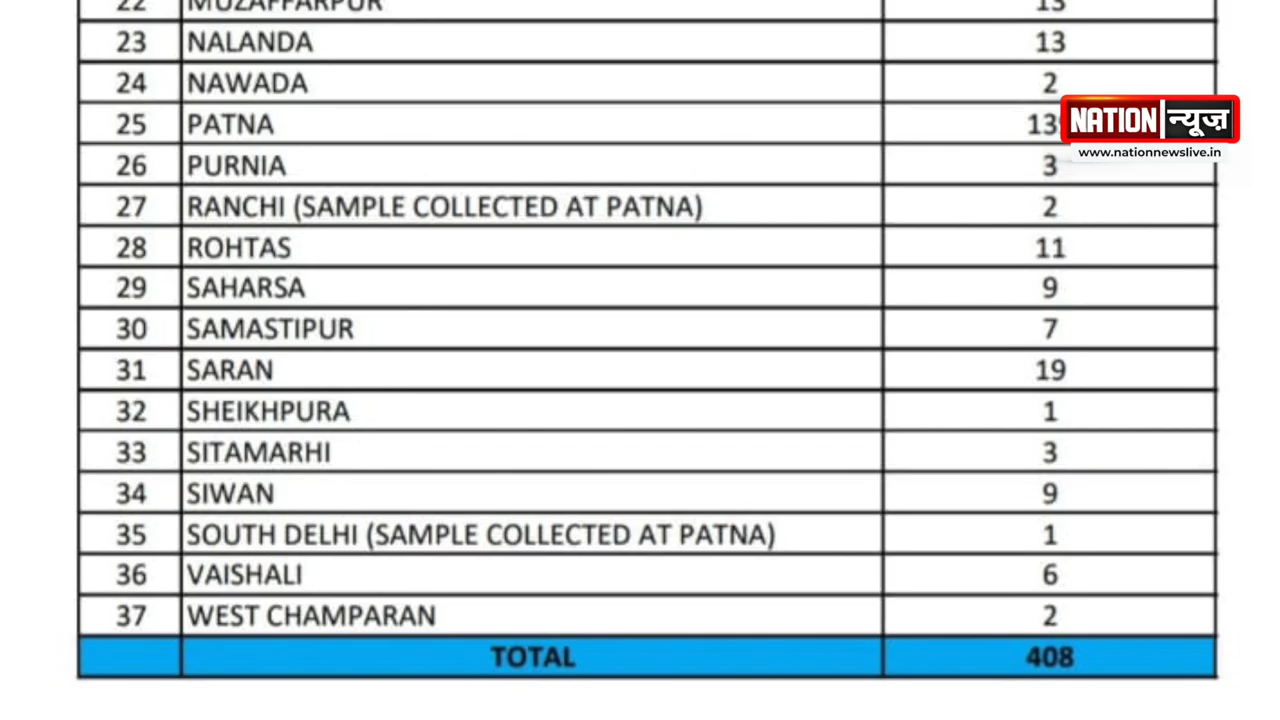 22 MUZAFFARPUR 13
23 NALANDA 13
24 NAWADA 2
25 PATNA
NATION न्यूज़
www.nationnewslive.in
26 PURNIA 3
27 RANCHI (SAMPLE COLLECTED AT PATNA) 2
28 ROHTAS 11
29 SAHARSA 9
30 SAMASTIPUR 7
31 SARAN 19
32 SHEIKHPURA 1
33 SITAMARHI 3
34 SIWAN 9
35 SOUTH DELHI (SAMPLE COLLECTED AT PATNA) 1
36 VAISHALI 6
37 WEST CHAMPARAN 2
TOTAL 408